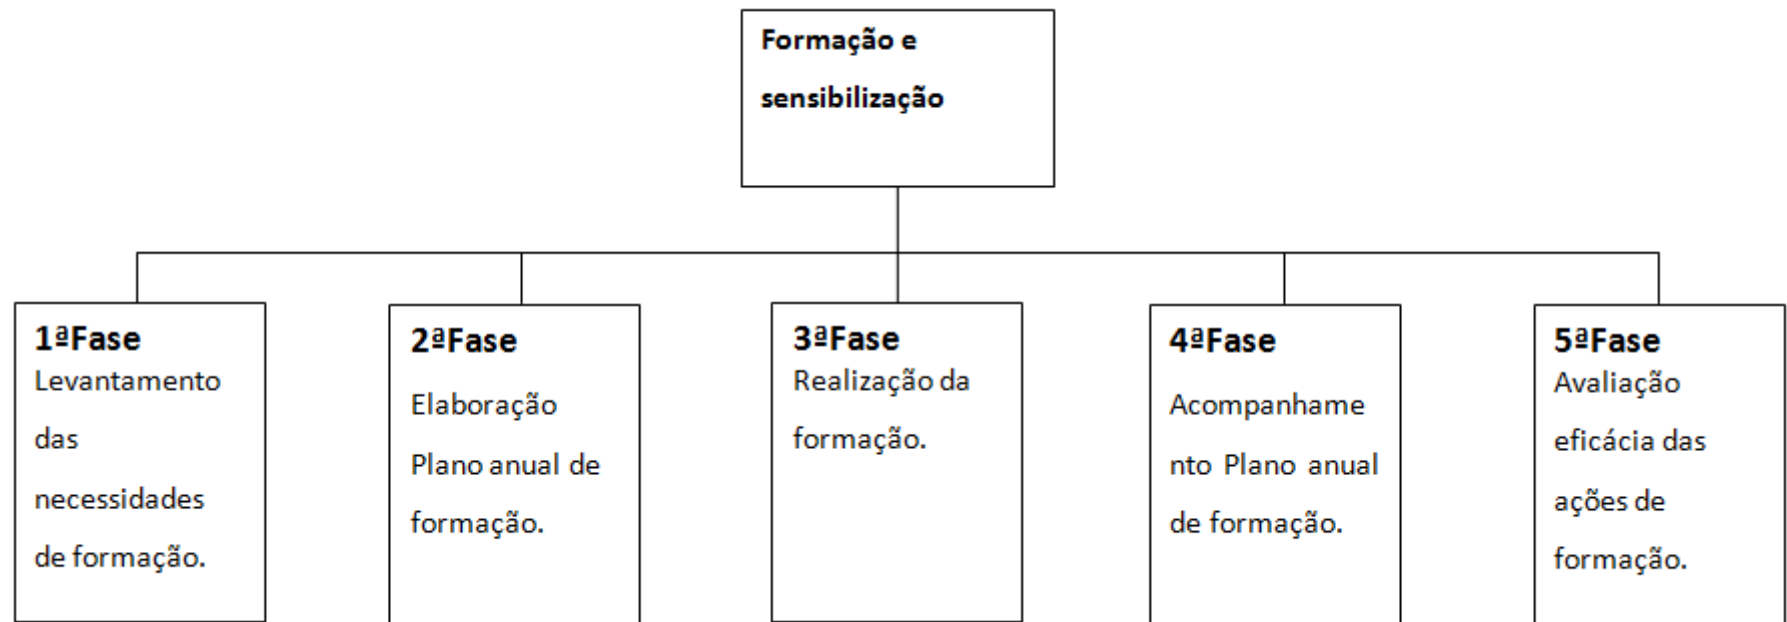 Formação e
sensibilização
1ªFase
Levantamento
das
necessidades
de formação.
2ªFase
Elaboração
Plano anual de
formação.
3ªFase
Realização da
formação.
4ªFase
Acompanhame
nto Plano anual
de formação.
5ªFase
Avaliação
eficácia das
ações de
formação.